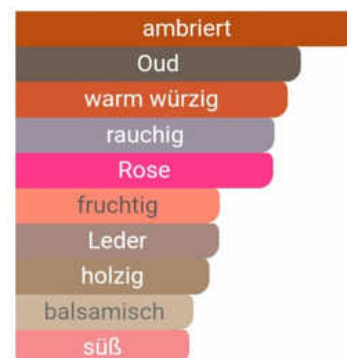 ambriert
Oud
warm würzig
rauchig
Rose
fruchtig
Leder
holzig
balsamisch
süß